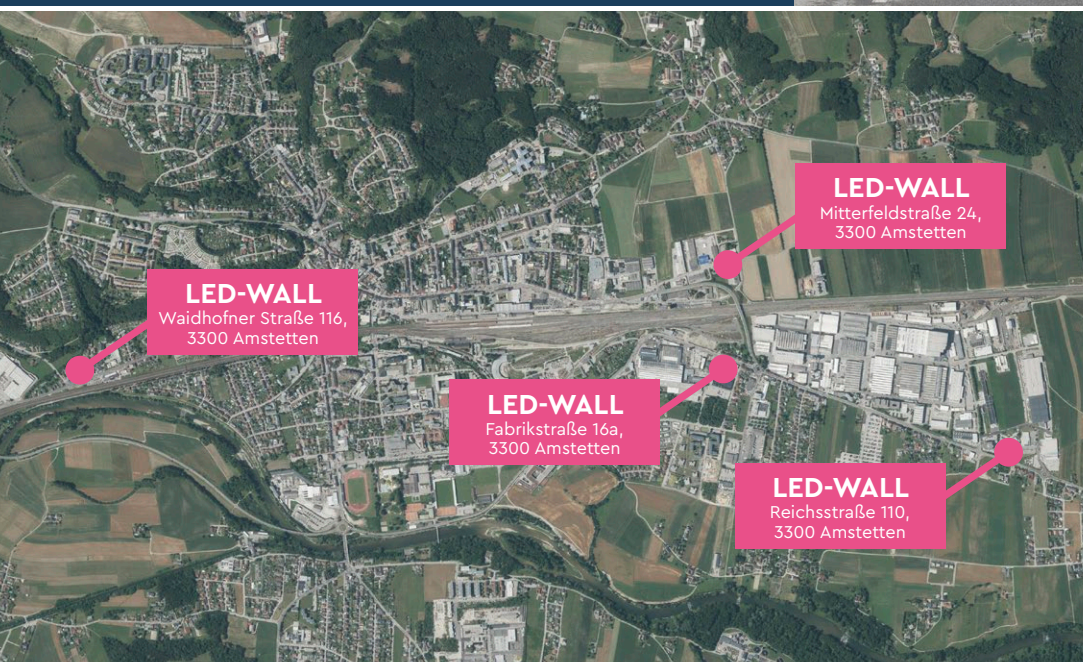 LED-WALL
Mitterfeldstraße 24,
3300 Amstetten
LED-WALL
Waidhofner Straße 116,
3300 Amstetten
LED-WALL
Fabrikstraße 16a,
3300 Amstetten
LED-WALL
Reichsstraße 110,
3300 Amstetten